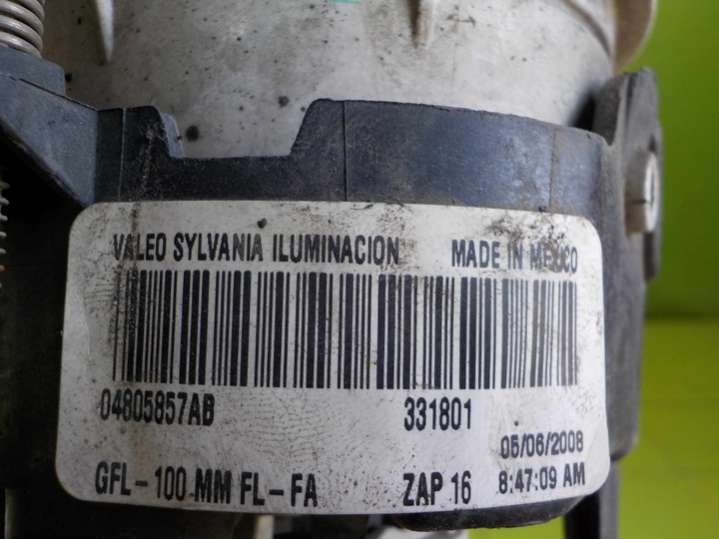 VALEO SYLVANIA ILUMINACION MADE IN MEXICO
04805857AB 331801
05/06/2008
GFL-100 MM FL-FA ZAP 16 8:47:09 AM